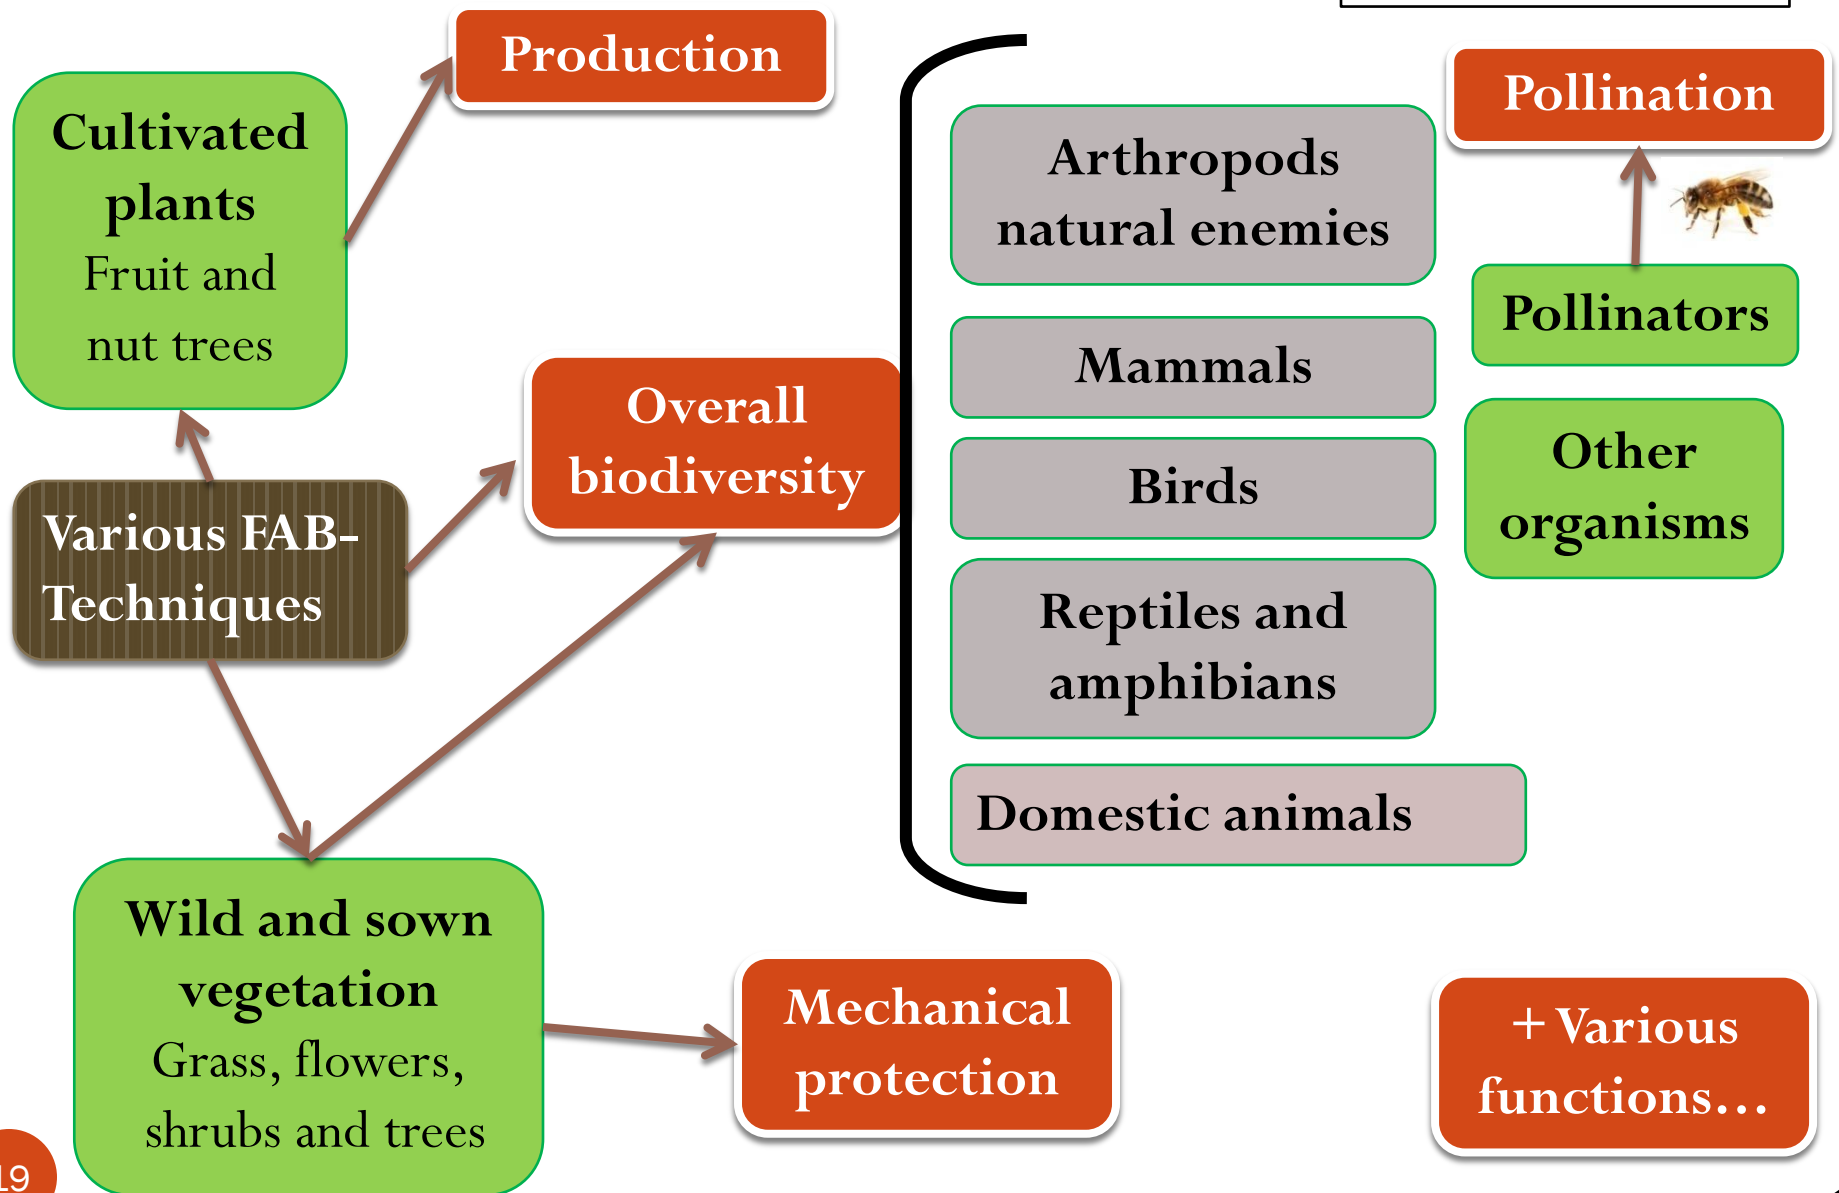 Production
Cultivated
plants
Fruit and
nut trees
Various FAB-
Techniques
Overall
biodiversity
Wild and sown
vegetation
Grass, flowers,
shrubs and trees
Mechanical
protection
Arthropods
natural enemies
Mammals
Birds
Reptiles and
amphibians
Domestic animals
Pollination
Pollinators
Other
organisms
+ Various
functions…
19